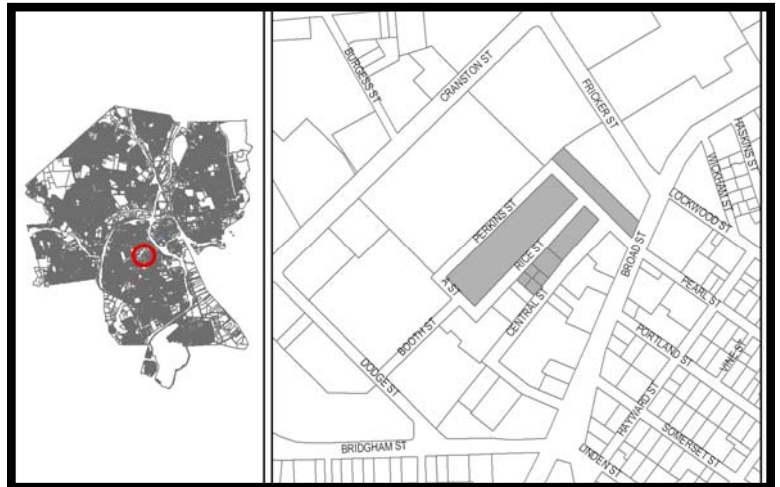 BURGESS ST
CRANSTON ST
FRICKER ST
HASKINS ST
WICKHAM ST
LOCKWOOD ST
PERKINS ST
RICE ST
BROAD ST
A ST
CENTRAL S
PEARL ST
BOOTH ST
PORTLAND ST
VINE ST
DODGE ST
HAYWARD ST
SOMERSET ST
BRIDGHAM ST
LINDEN ST